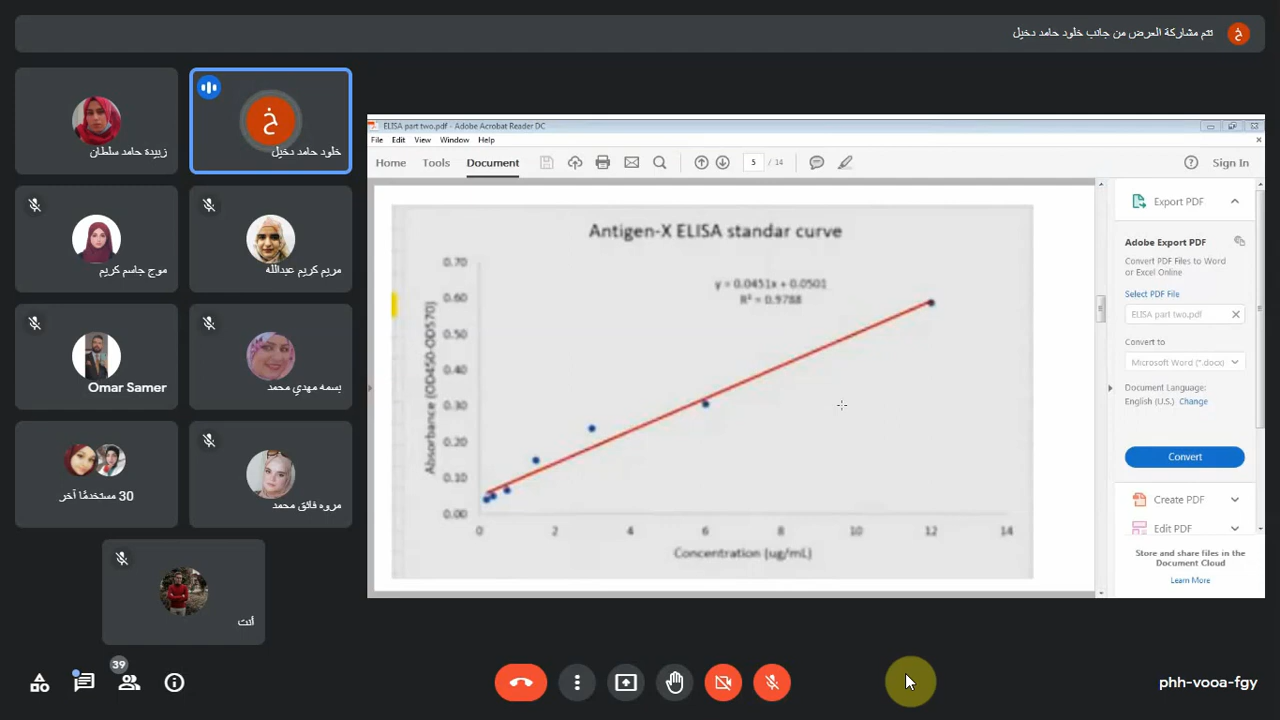 تتم مشاركة العرض من جانب خلود حامد دخيل
خ
زبيدة حامد سلطان
خ
خلود حامد دخيل
موج جاسم كريم
مريم كريم عبدالله
Omar Samer
بسمه مهدي محمد
30 مستخدمًا آخر
مروه فائق محمد
أنت
ELISA part two.pdf - Adobe Acrobat Reader DC
File Edit View Window Help
Home Tools Document 5 / 14 Sign In
Antigen-X ELISA standar curve
y = 0.0451x + 0.0501
R² = 0.9788
Absorbance (OD450-OD570)
0.70
0.60
0.50
0.40
0.30
0.20
0.10
0.00
0 2 4 6 8 10 12 14
Concentration (ug/mL)
Export PDF
Adobe Export PDF
Convert PDF Files to Word
or Excel Online
Select PDF File
ELISA part two.pdf
Convert to
Microsoft Word (*.docx)
Document Language:
English (U.S.) Change
Convert
Create PDF
Edit PDF
Store and share files in the
Document Cloud
Learn More
39
phh-vooa-fgy